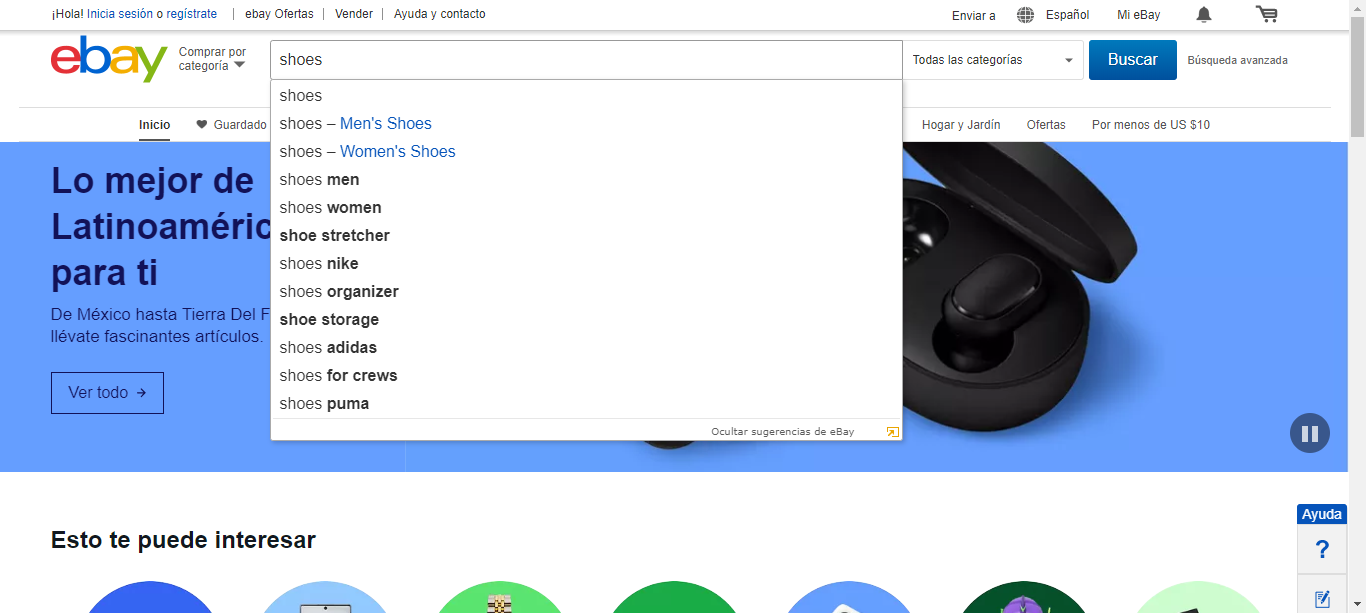 ¡Hola! Inicia sesión o regístrate
ebay Ofertas
Vender
Ayuda y contacto
Enviar a
Español
Mi eBay
ebay
Comprar por
categoría
shoes
Todas las categorías
Buscar
Búsqueda avanzada
Inicio
Guardado
Hogar y Jardín
Ofertas
Por menos de US $10
shoes
shoes – Men's Shoes
shoes – Women's Shoes
shoes men
shoes women
shoe stretcher
shoes nike
shoes organizer
shoe storage
shoes adidas
shoes for crews
shoes puma
Ocultar sugerencias de eBay
Lo mejor de
Latinoaméric
para ti
De México hasta Tierra Del F
llévate fascinantes artículos.
Ver todo →
Esto te puede interesar
Ayuda
?